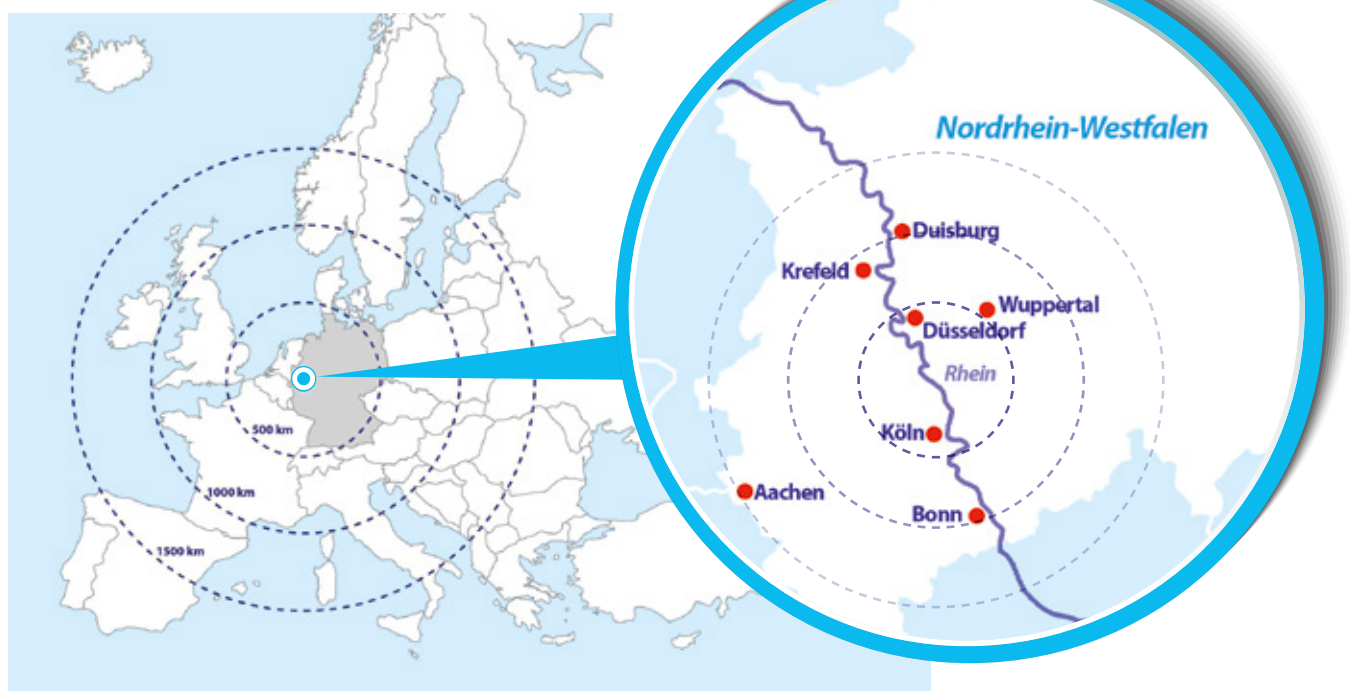 500 km
1000 km
1500 km
Nordrhein-Westfalen
Duisburg
Krefeld
Wuppertal
Düsseldorf
Rhein
Köln
Aachen
Bonn